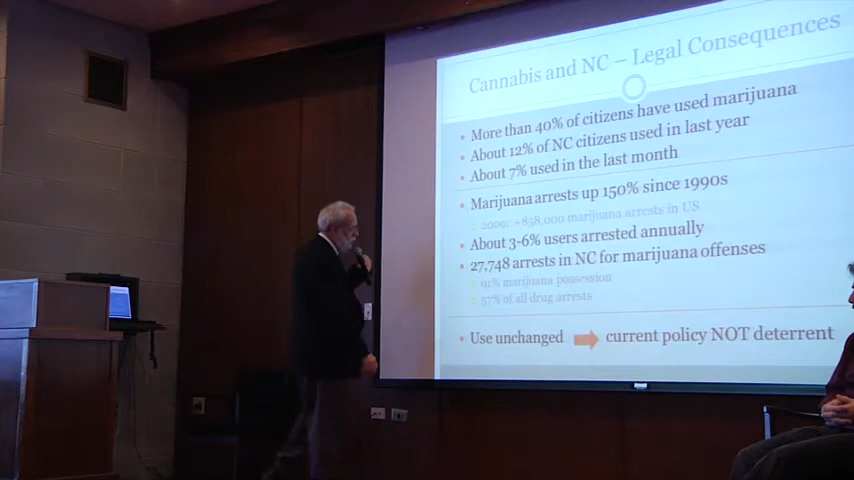 Cannabis and NC – Legal Consequences
More than 40% of citizens have used marijuana
About 12% of NC citizens used in last year
About 7% used in the last month
Marijuana arrests up 150% since 1990s
2009: +858,000 marijuana arrests in US
About 3-6% users arrested annually
27,748 arrests in NC for marijuana offenses
91% marijuana possession
57% of all drug arrests
Use unchanged current policy NOT deterrent